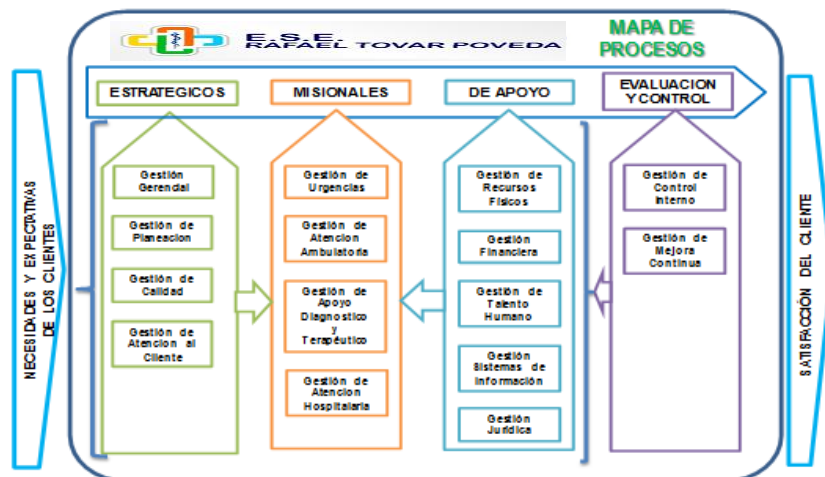 E.S.E.
RAFAEL TOVAR POVEDA
MAPA DE
PROCESOS
NECESIDADES Y EXPECTATIVAS
DE LOS CLIENTES
ESTRATEGICOS
Gestión
Gerencial
Gestión de
Planeacion
Gestión de
Calidad
Gestión de
Atencion al
Cliente
MISIONALES
Gestión de
Urgencias
Gestión de
Atencion
Ambulatoria
Gestión de
Apoyo
Diagnostico
y
Terapéutico
Gestión de
Atencion
Hospitalaria
DE APOYO
Gestión de
Recursos
Físicos
Gestión
Financiera
Gestión de
Talento
Humano
Gestión
Sistemas de
Información
Gestión
Jurídica
EVALUACION
Y CONTROL
Gestión de
Control
Interno
Gestión de
Mejora
Continua
SATISFACCIÓN DEL CLIENTE